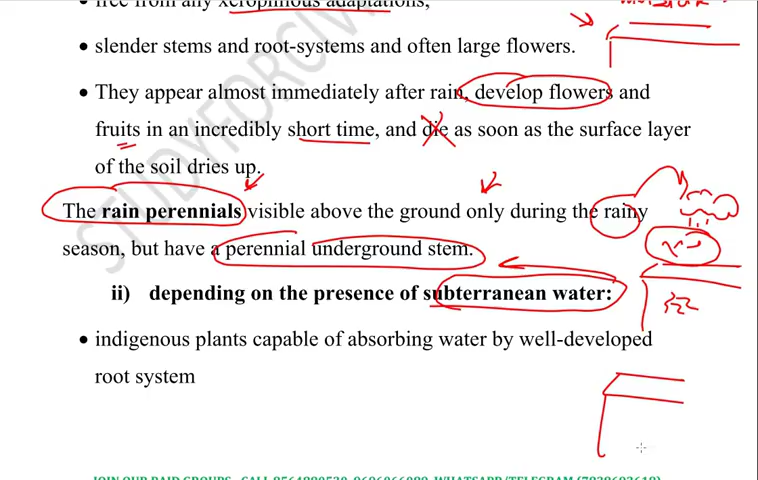 free from any xerophilous adaptations;
• slender stems and root-systems and often large flowers.
• They appear almost immediately after rain, develop flowers and
fruits in an incredibly short time, and die as soon as the surface layer
of the soil dries up.
The rain perennials visible above the ground only during the rainy
season, but have a perennial underground stem.
ii) depending on the presence of subterranean water:
• indigenous plants capable of absorbing water by well-developed
root system
STUDYFORCIVI